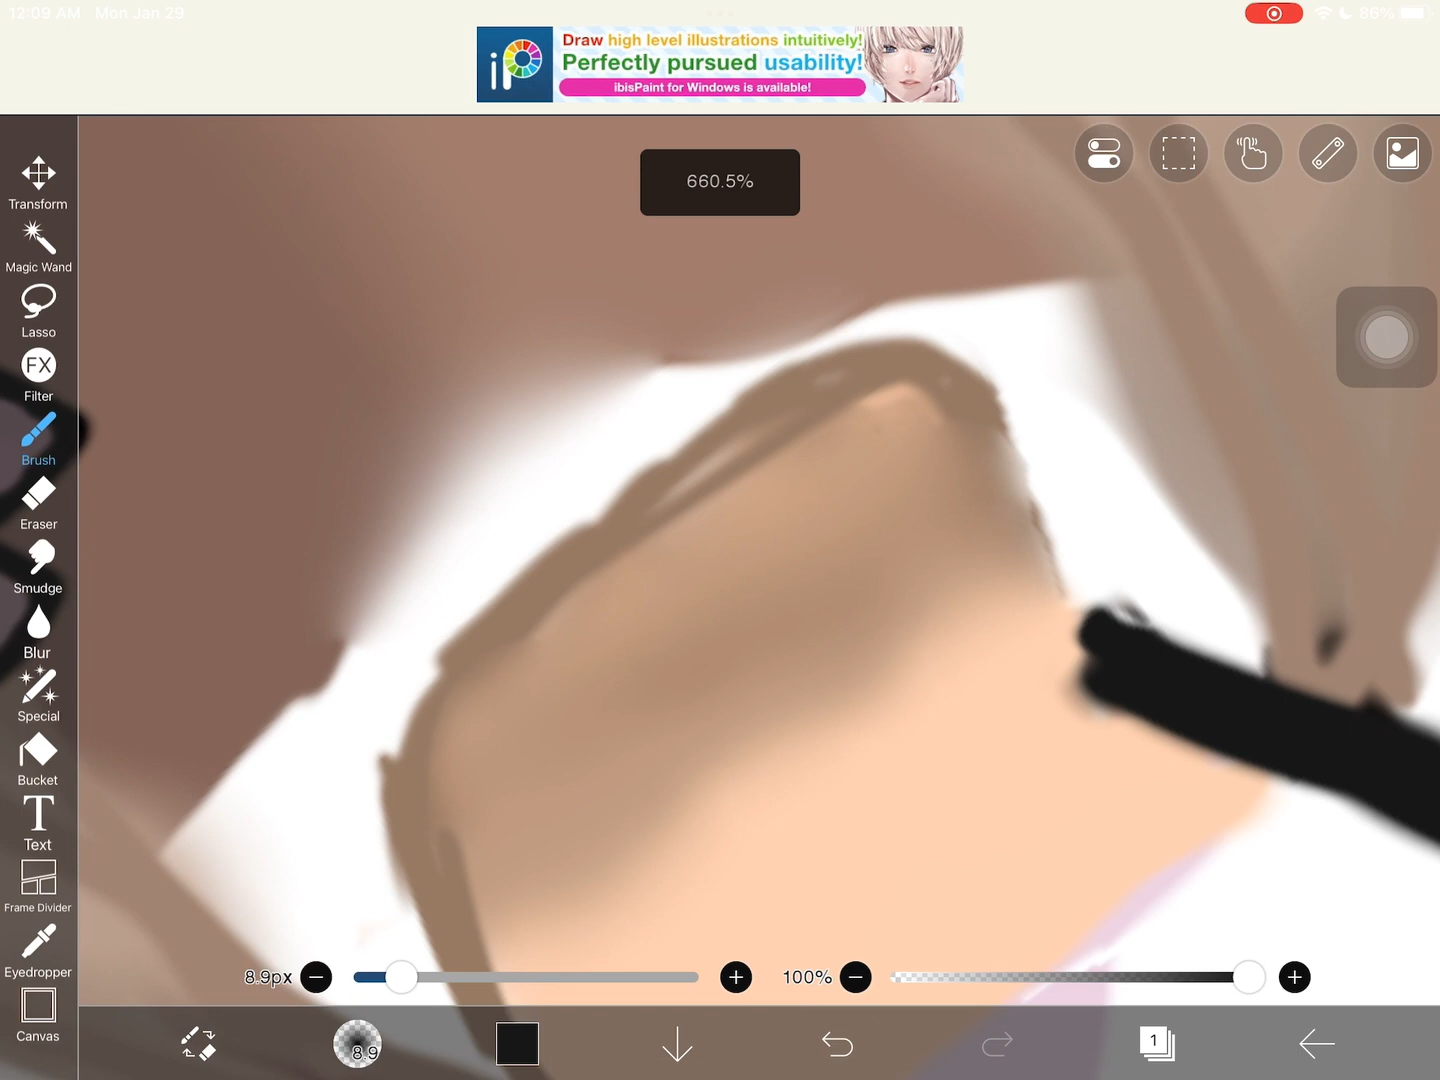 12:09 AM Mon Jan 29
86%
iP
Draw high level illustrations intuitively!
Perfectly pursued usability!
ibisPaint for Windows is available!
660.5%
Transform
Magic Wand
Lasso
FX
Filter
Brush
Eraser
Smudge
Blur
Special
Bucket
T
Text
Frame Divider
Eyedropper
Canvas
8.9px
100%
8.9
1